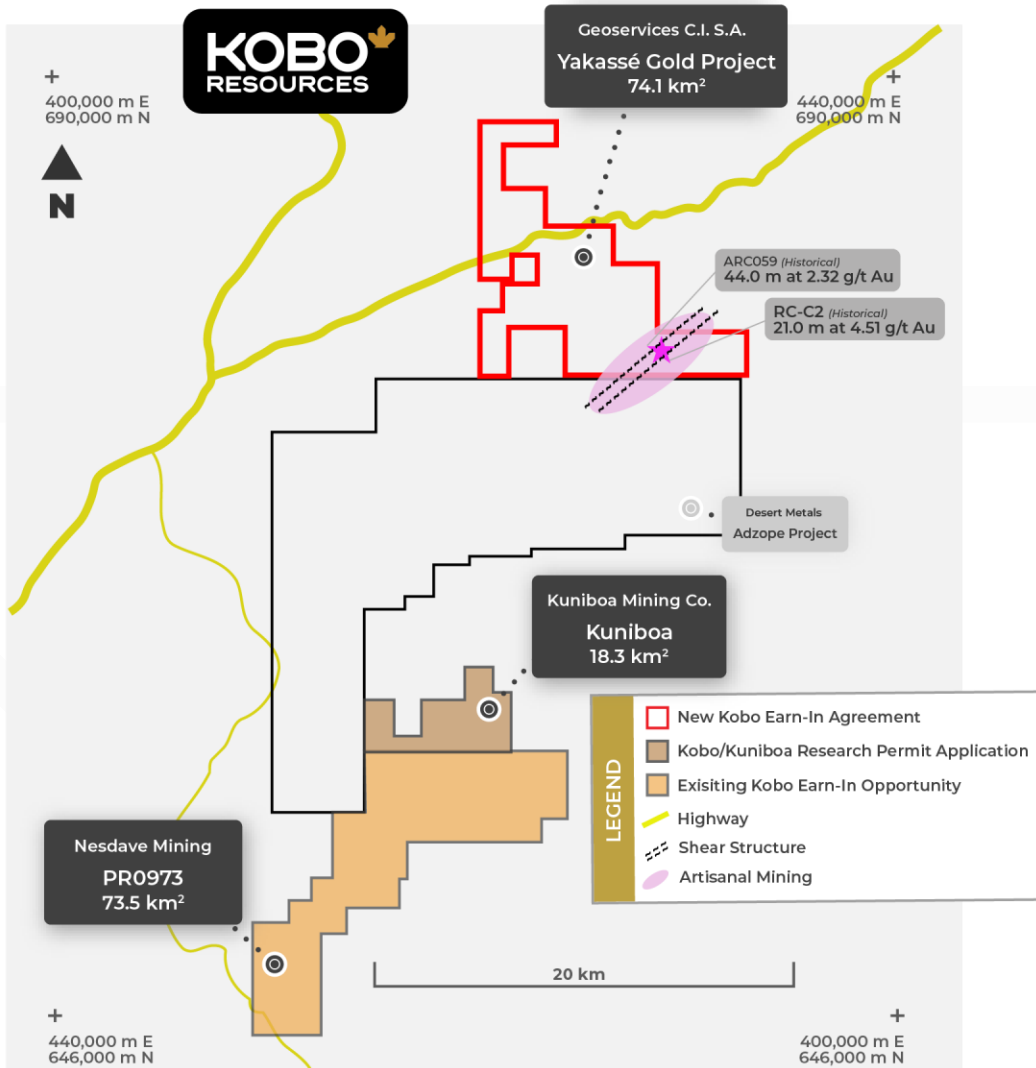 KOBO
RESOURCES
Geoservices C.I. S.A.
Yakassé Gold Project
74.1 km²
400,000 m E
690,000 m N
440,000 m E
690,000 m N
N
ARC059 (Historical)
44.0 m at 2.32 g/t Au
RC-C2 (Historical)
21.0 m at 4.51 g/t Au
Desert Metals
Adzope Project
Kuniboa Mining Co.
Kuniboa
18.3 km²
LEGEND
New Kobo Earn-In Agreement
Kobo/Kuniboa Research Permit Application
Exisiting Kobo Earn-In Opportunity
Highway
Shear Structure
Artisanal Mining
Nesdave Mining
PR0973
73.5 km²
20 km
440,000 m E
646,000 m N
400,000 m E
646,000 m N